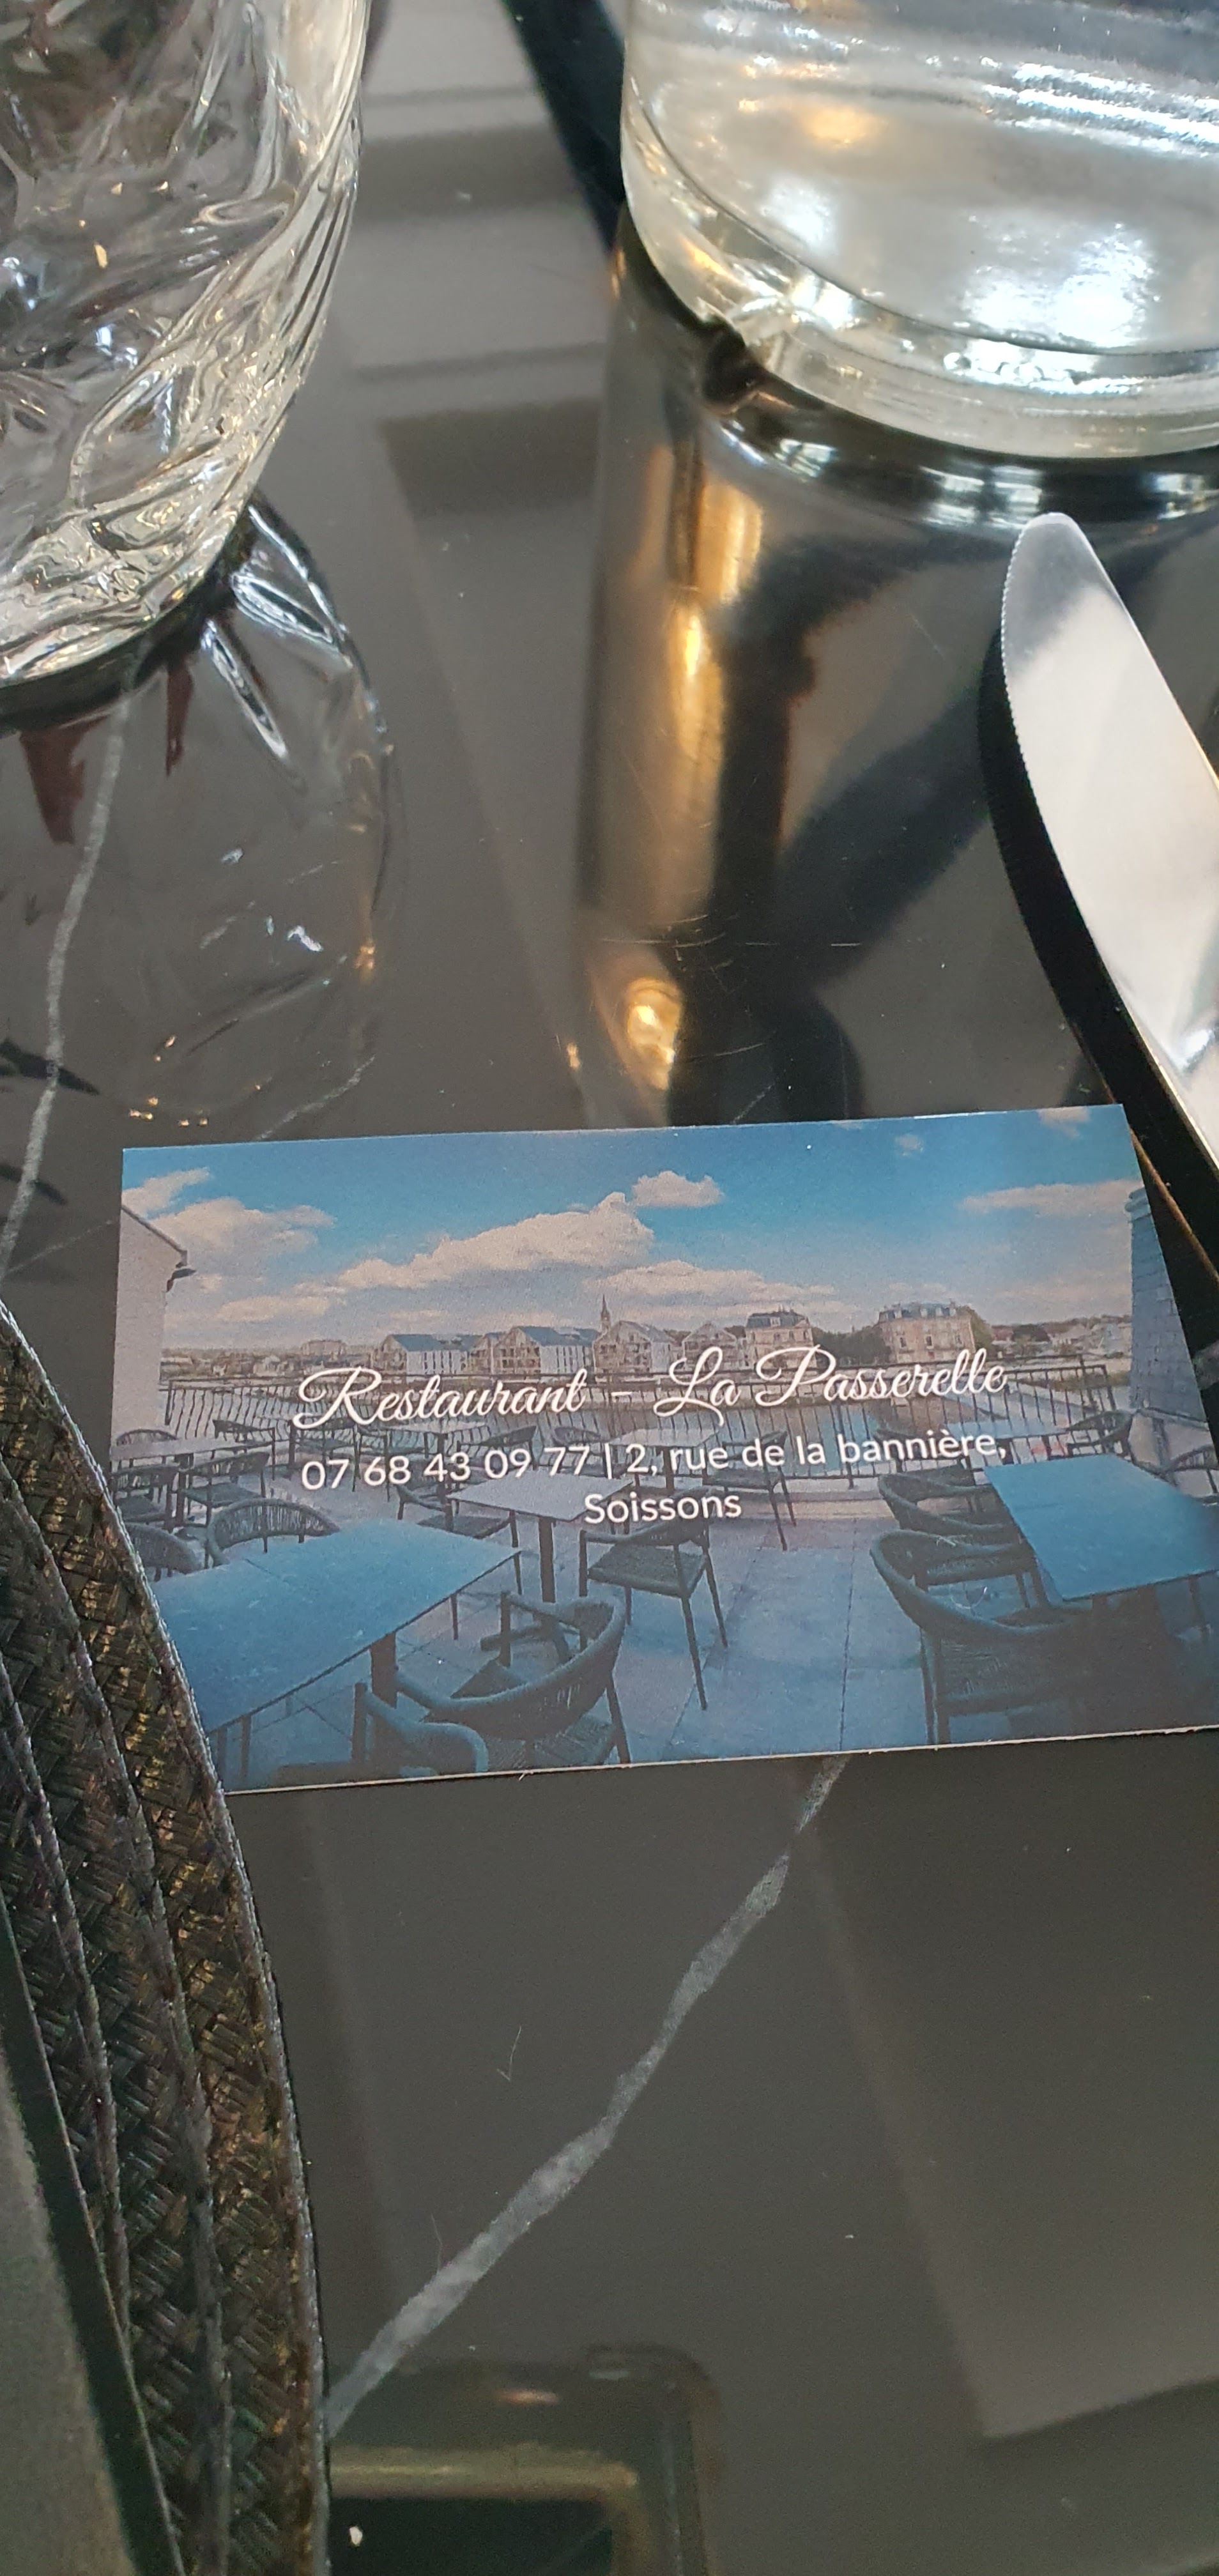 Restaurant - La Passerelle
07 68 43 09 77 | 2, rue de la bannière,
Soissons